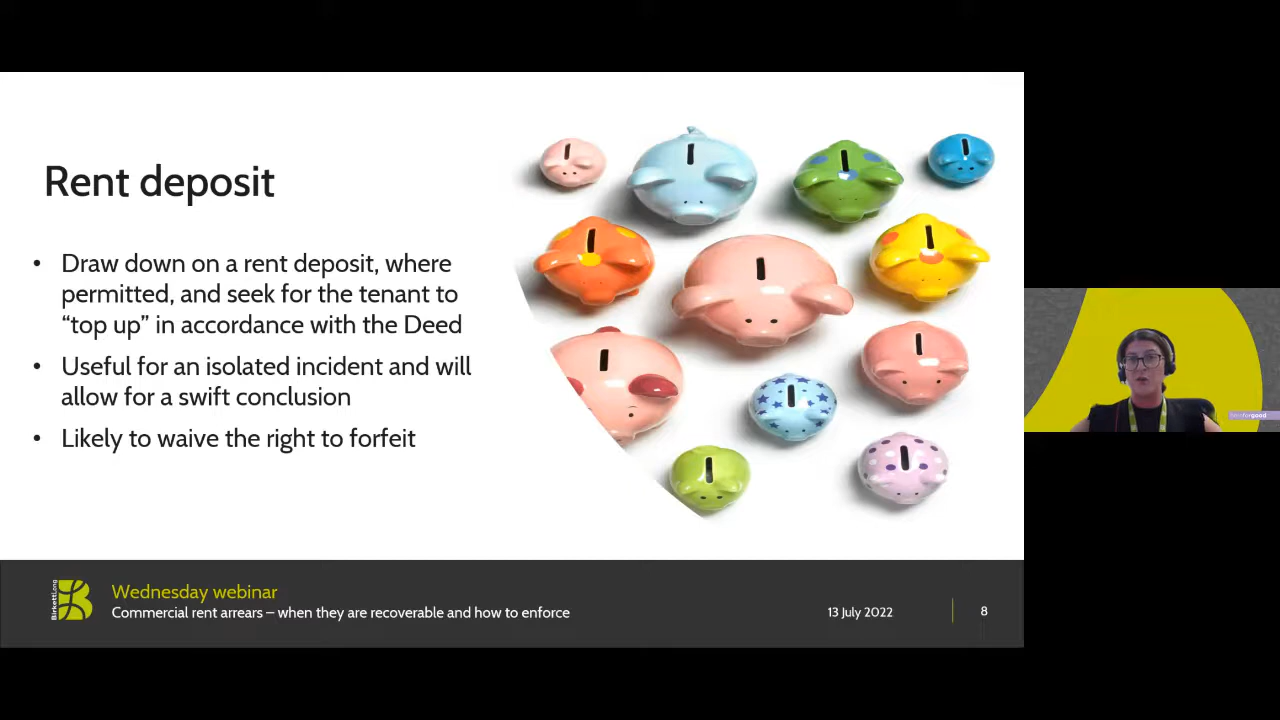 Rent deposit
• Draw down on a rent deposit, where
permitted, and seek for the tenant to
“top up” in accordance with the Deed
• Useful for an isolated incident and will
allow for a swift conclusion
• Likely to waive the right to forfeit
BirkettLong
Wednesday webinar
Commercial rent arrears – when they are recoverable and how to enforce
13 July 2022
8